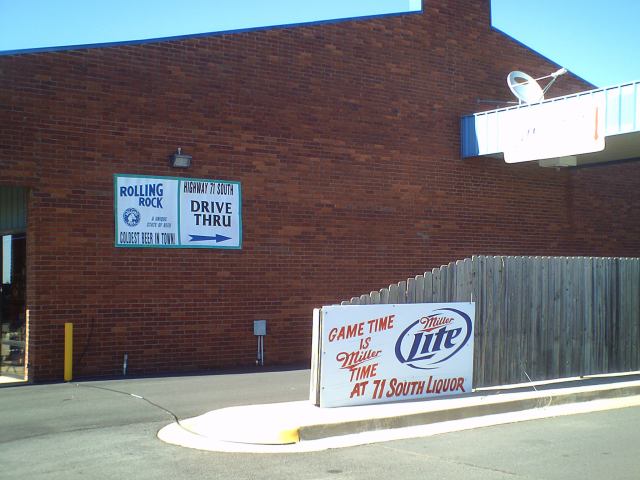 ROLLING
ROCK
A UNIQUE
STATE OF BEER
COLDEST BEER IN TOWN!
HIGHWAY 71 SOUTH
DRIVE
THRU
GAME TIME
IS
Miller
TIME
AT 71 SOUTH LIQUOR
Miller
Lite